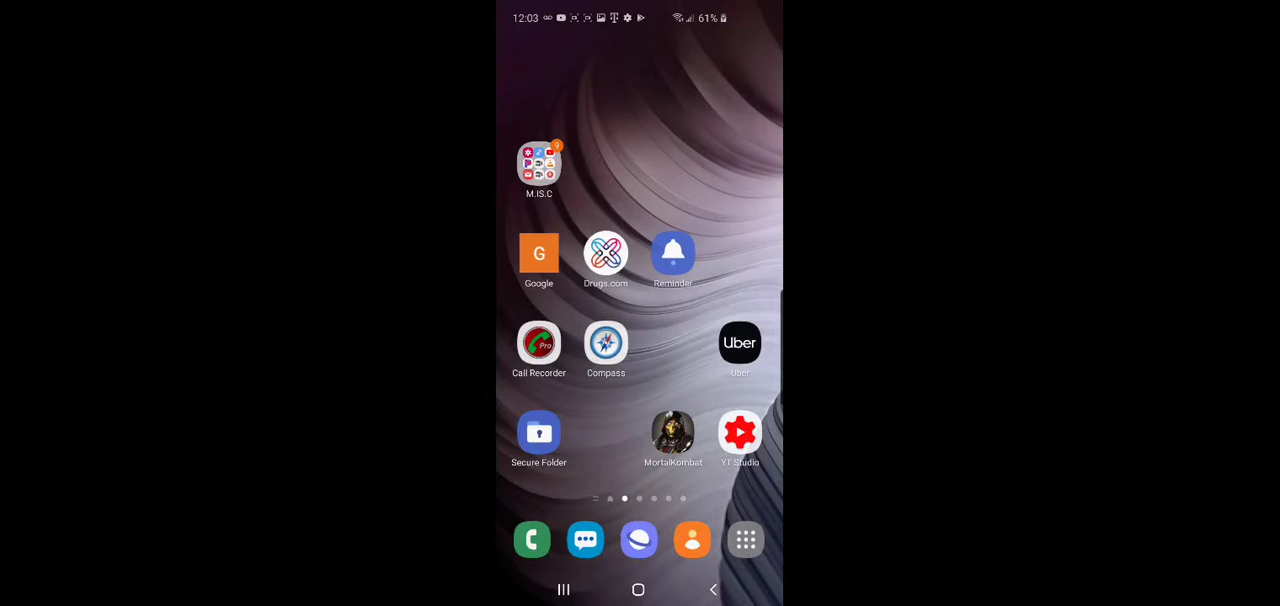 12:03 61%
M.IS.C 9
G
Google Drugs.com Reminder
Pro Uber
Call Recorder Compass Uber
Secure Folder MortalKombat YT Studio